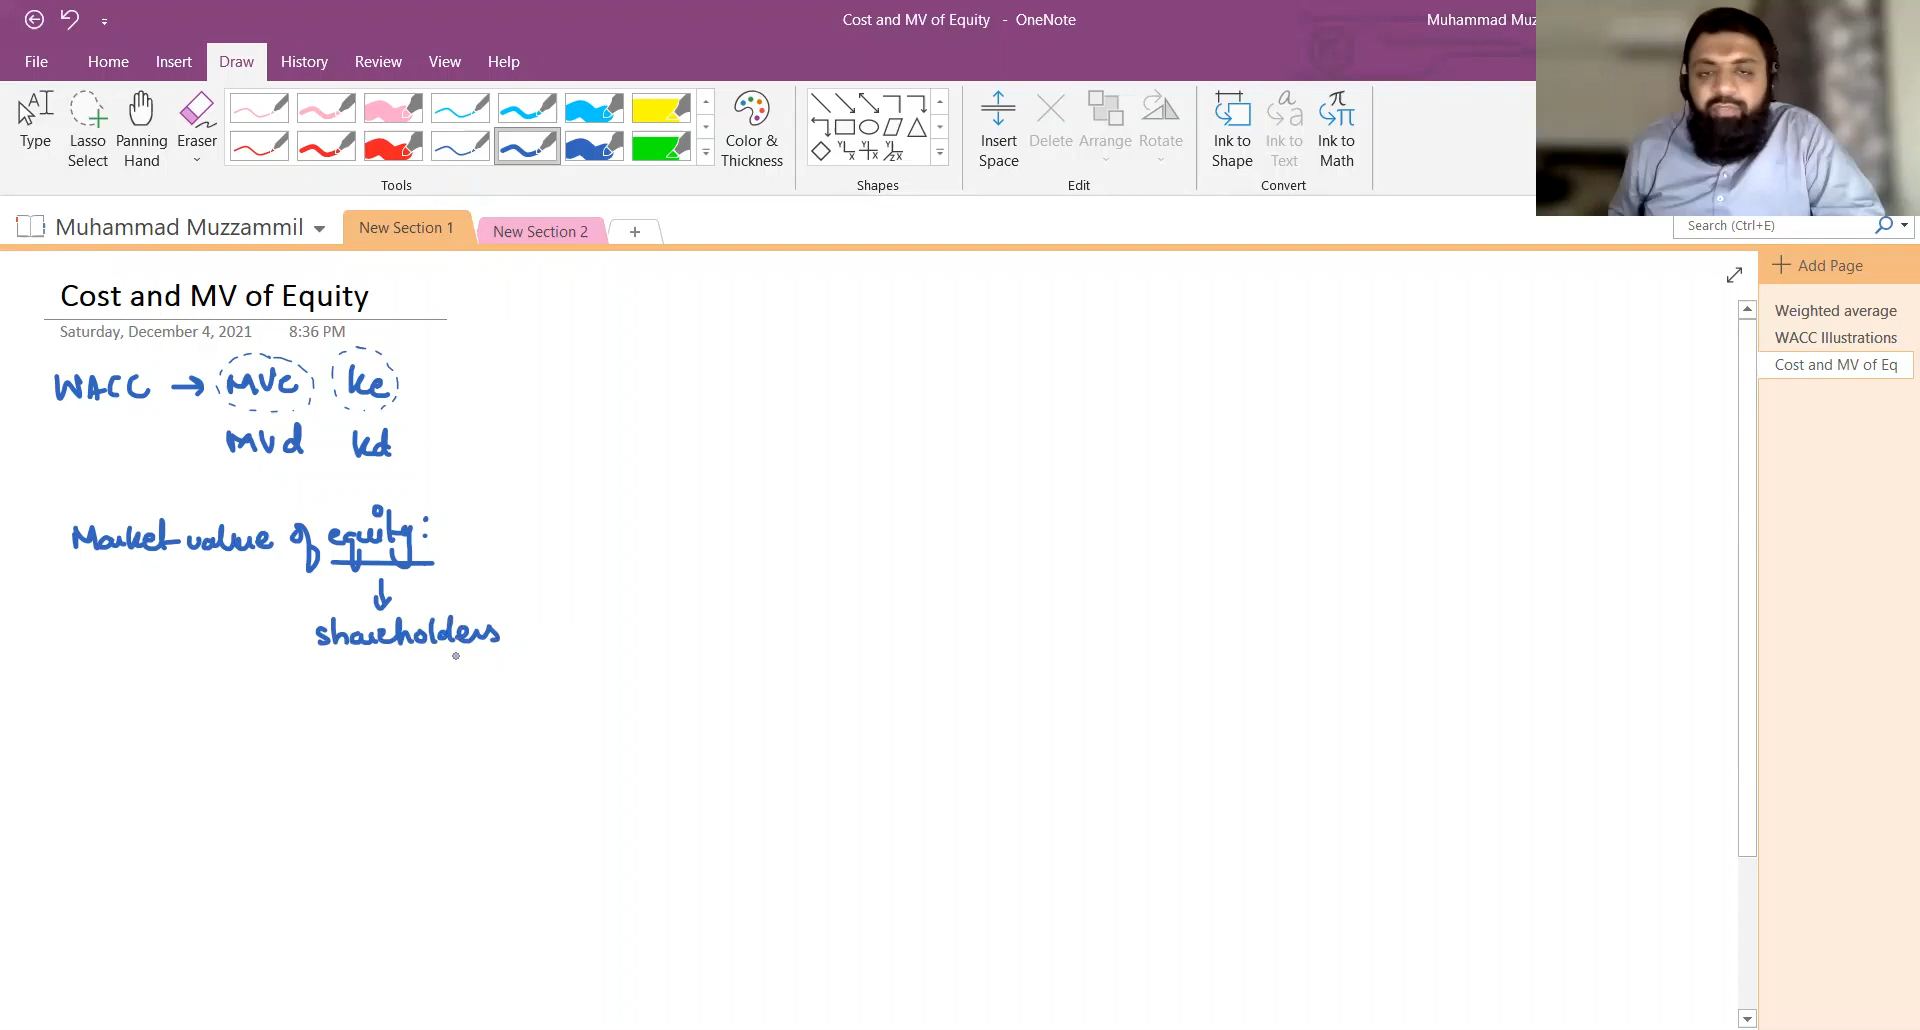 Cost and MV of Equity - OneNote
Muhammad Muz
File Home Insert Draw History Review View Help
Type
Lasso Select
Panning Hand
Eraser
Color & Thickness
Insert Space
Delete
Arrange
Rotate
Ink to Shape
Ink to Text
Ink to Math
Tools Shapes Edit Convert
Muhammad Muzzammil New Section 1 New Section 2 +
Search (Ctrl+E)
Add Page
Weighted average
WACC Illustrations
Cost and MV of Eq
Cost and MV of Equity
Saturday, December 4, 2021 8:36 PM
WACC → MVe ke
MVd kd
Market value of equity:
↓
shareholders